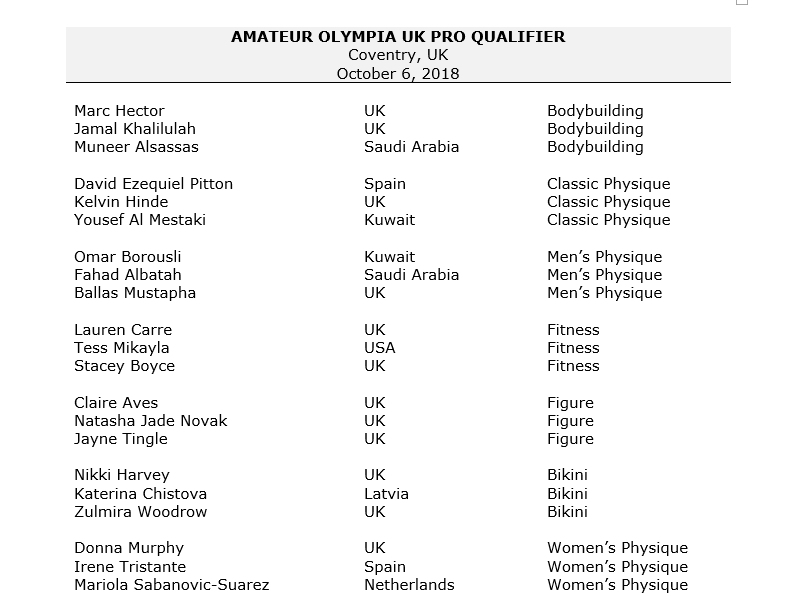 AMATEUR OLYMPIA UK PRO QUALIFIER
Coventry, UK
October 6, 2018
Marc Hector UK Bodybuilding
Jamal Khalilulah UK Bodybuilding
Muneer Alsassas Saudi Arabia Bodybuilding
David Ezequiel Pitton Spain Classic Physique
Kelvin Hinde UK Classic Physique
Yousef Al Mestaki Kuwait Classic Physique
Omar Borousli Kuwait Men’s Physique
Fahad Albatah Saudi Arabia Men’s Physique
Ballas Mustapha UK Men’s Physique
Lauren Carre UK Fitness
Tess Mikayla USA Fitness
Stacey Boyce UK Fitness
Claire Aves UK Figure
Natasha Jade Novak UK Figure
Jayne Tingle UK Figure
Nikki Harvey UK Bikini
Katerina Chistova Latvia Bikini
Zulmira Woodrow UK Bikini
Donna Murphy UK Women’s Physique
Irene Tristante Spain Women’s Physique
Mariola Sabanovic-Suarez Netherlands Women’s Physique